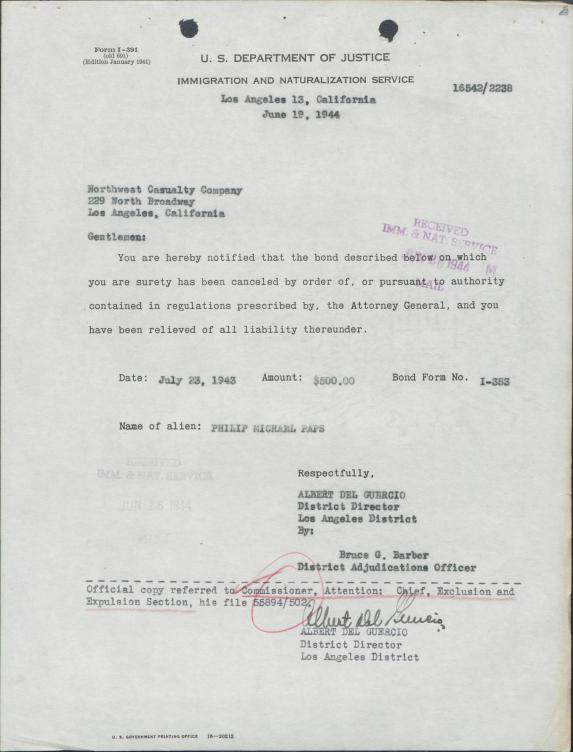 Form I-391
(old 691)
(Edition January 1941)
U. S. DEPARTMENT OF JUSTICE
IMMIGRATION AND NATURALIZATION SERVICE
16542/2238
Los Angeles 13, California
June 19, 1944
Northwest Casualty Company
229 North Broadway
Los Angeles, California
Gentlemen:
RECEIVED
IMM. & NAT. SERVICE
1944 M
MAIL
You are hereby notified that the bond described below on which
you are surety has been canceled by order of, or pursuant to authority
contained in regulations prescribed by, the Attorney General, and you
have been relieved of all liability thereunder.
Date: July 23, 1943 Amount: $500.00 Bond Form No. I-353
Name of alien: PHILIP MICHAEL PAPS
RECEIVED
IMM. & NAT. SERVICE
JUN 1944
Respectfully,
ALBERT DEL GUERCIO
District Director
Los Angeles District
By:
Bruce G. Barber
District Adjudications Officer
Official copy referred to Commissioner, Attention: Chief, Exclusion and
Expulsion Section, his file 55894/502
Albert Del Guercio
ALBERT DEL GUERCIO
District Director
Los Angeles District
U. S. GOVERNMENT PRINTING OFFICE 16—20212